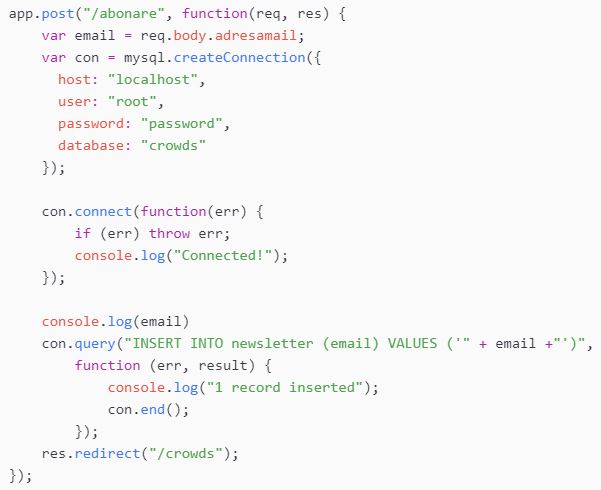 app.post("/abonare", function(req, res) {
    var email = req.body.adresamail;
    var con = mysql.createConnection({
      host: "localhost",
      user: "root",
      password: "password",
      database: "crowds"
    });

    con.connect(function(err) {
        if (err) throw err;
        console.log("Connected!");
    });

    console.log(email)
    con.query("INSERT INTO newsletter (email) VALUES ('" + email +"')",
        function (err, result) {
            console.log("1 record inserted");
            con.end();
        });
    res.redirect("/crowds");
});